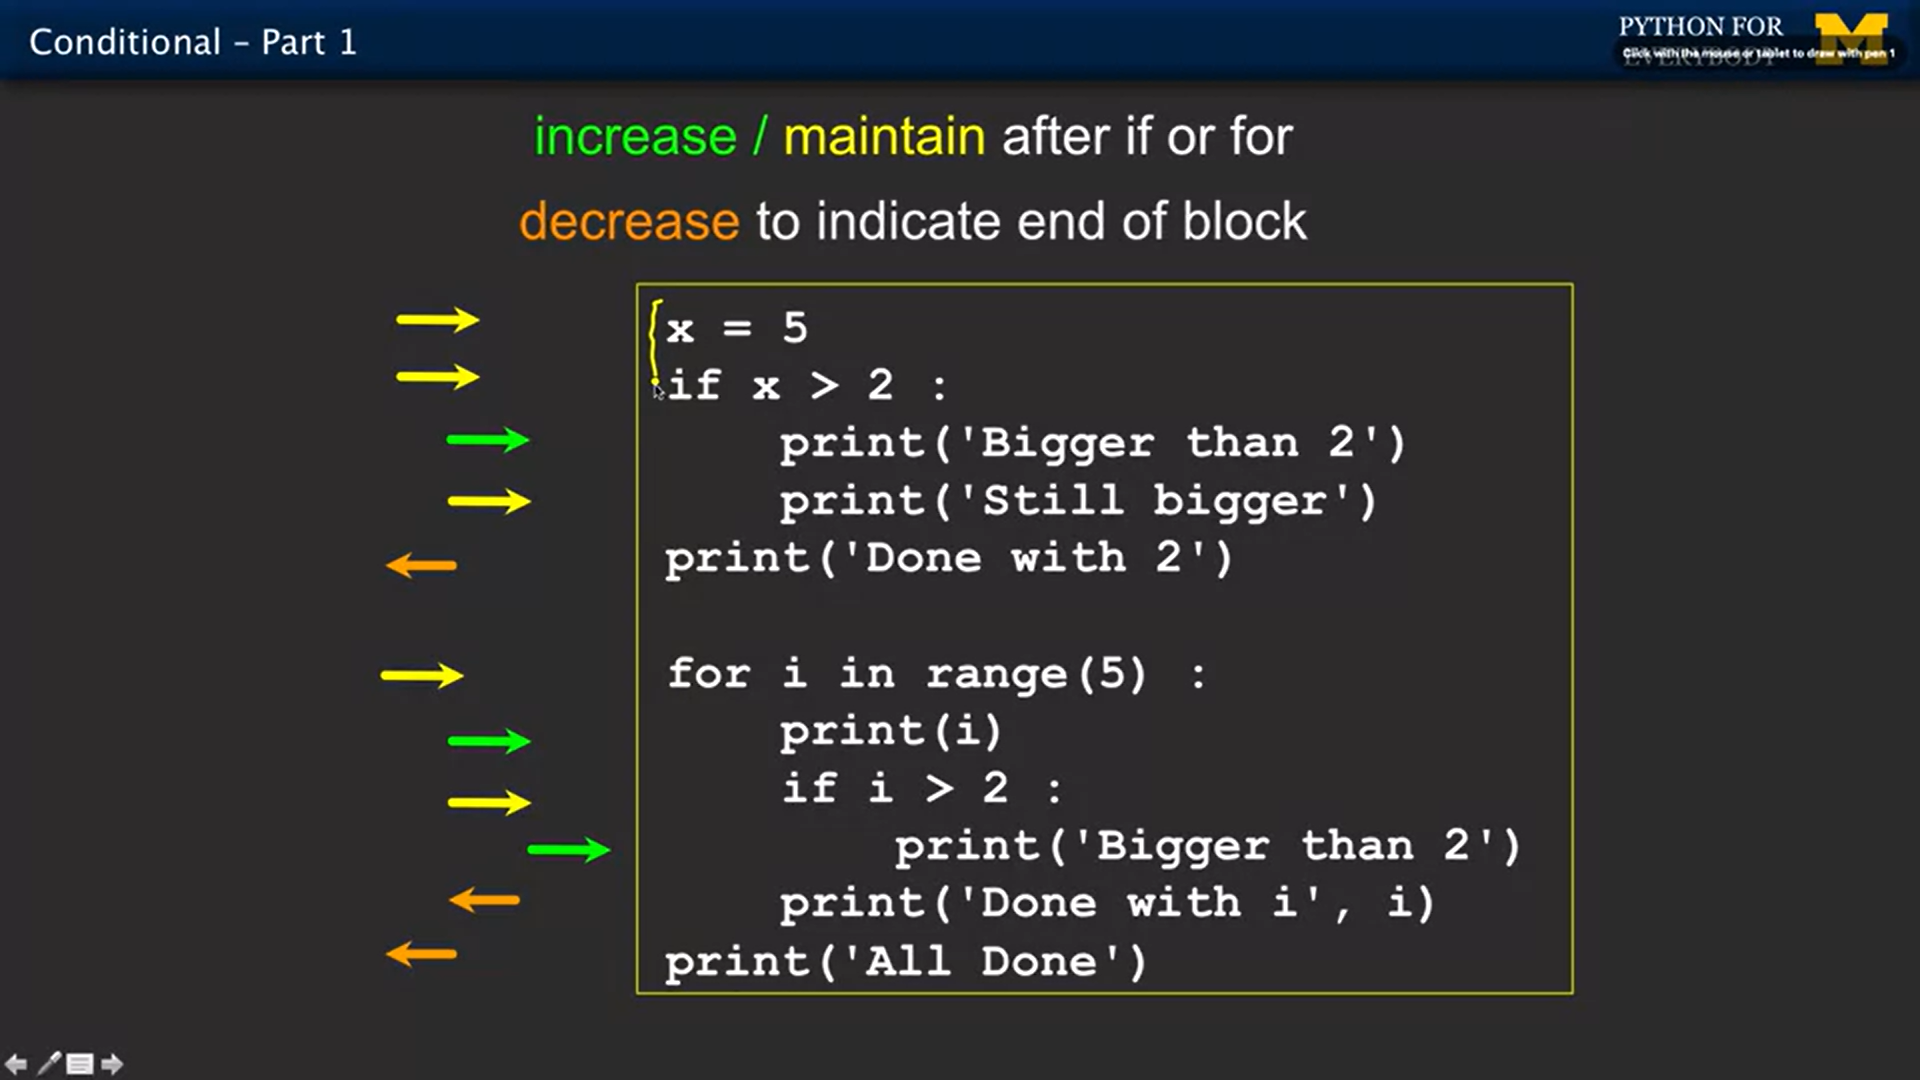 Conditional – Part 1
PYTHON FOR
EVERYBODY
Click with the mouse or tablet to draw with pen 1
increase / maintain after if or for
decrease to indicate end of block
x = 5
if x > 2 :
    print('Bigger than 2')
    print('Still bigger')
print('Done with 2')
for i in range(5) :
    print(i)
    if i > 2 :
        print('Bigger than 2')
    print('Done with i', i)
print('All Done')